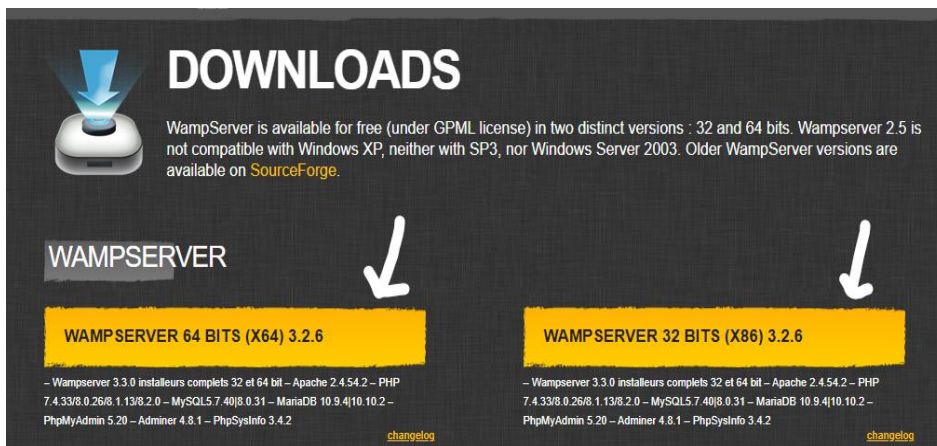 DOWNLOADS
WampServer is available for free (under GPML license) in two distinct versions : 32 and 64 bits. Wampserver 2.5 is
not compatible with Windows XP, neither with SP3, nor Windows Server 2003. Older WampServer versions are
available on SourceForge.
WAMPSERVER
WAMPSERVER 64 BITS (X64) 3.2.6
– Wampserver 3.3.0 installeurs complets 32 et 64 bit – Apache 2.4.54.2 – PHP
7.4.33/8.0.26/8.1.13/8.2.0 – MySQL5.7.40|8.0.31 – MariaDB 10.9.4|10.10.2 –
PhpMyAdmin 5.20 – Adminer 4.8.1 – PhpSysInfo 3.4.2
changelog
WAMPSERVER 32 BITS (X86) 3.2.6
– Wampserver 3.3.0 installeurs complets 32 et 64 bit – Apache 2.4.54.2 – PHP
7.4.33/8.0.26/8.1.13/8.2.0 – MySQL5.7.40|8.0.31 – MariaDB 10.9.4|10.10.2 –
PhpMyAdmin 5.20 – Adminer 4.8.1 – PhpSysInfo 3.4.2
changelog